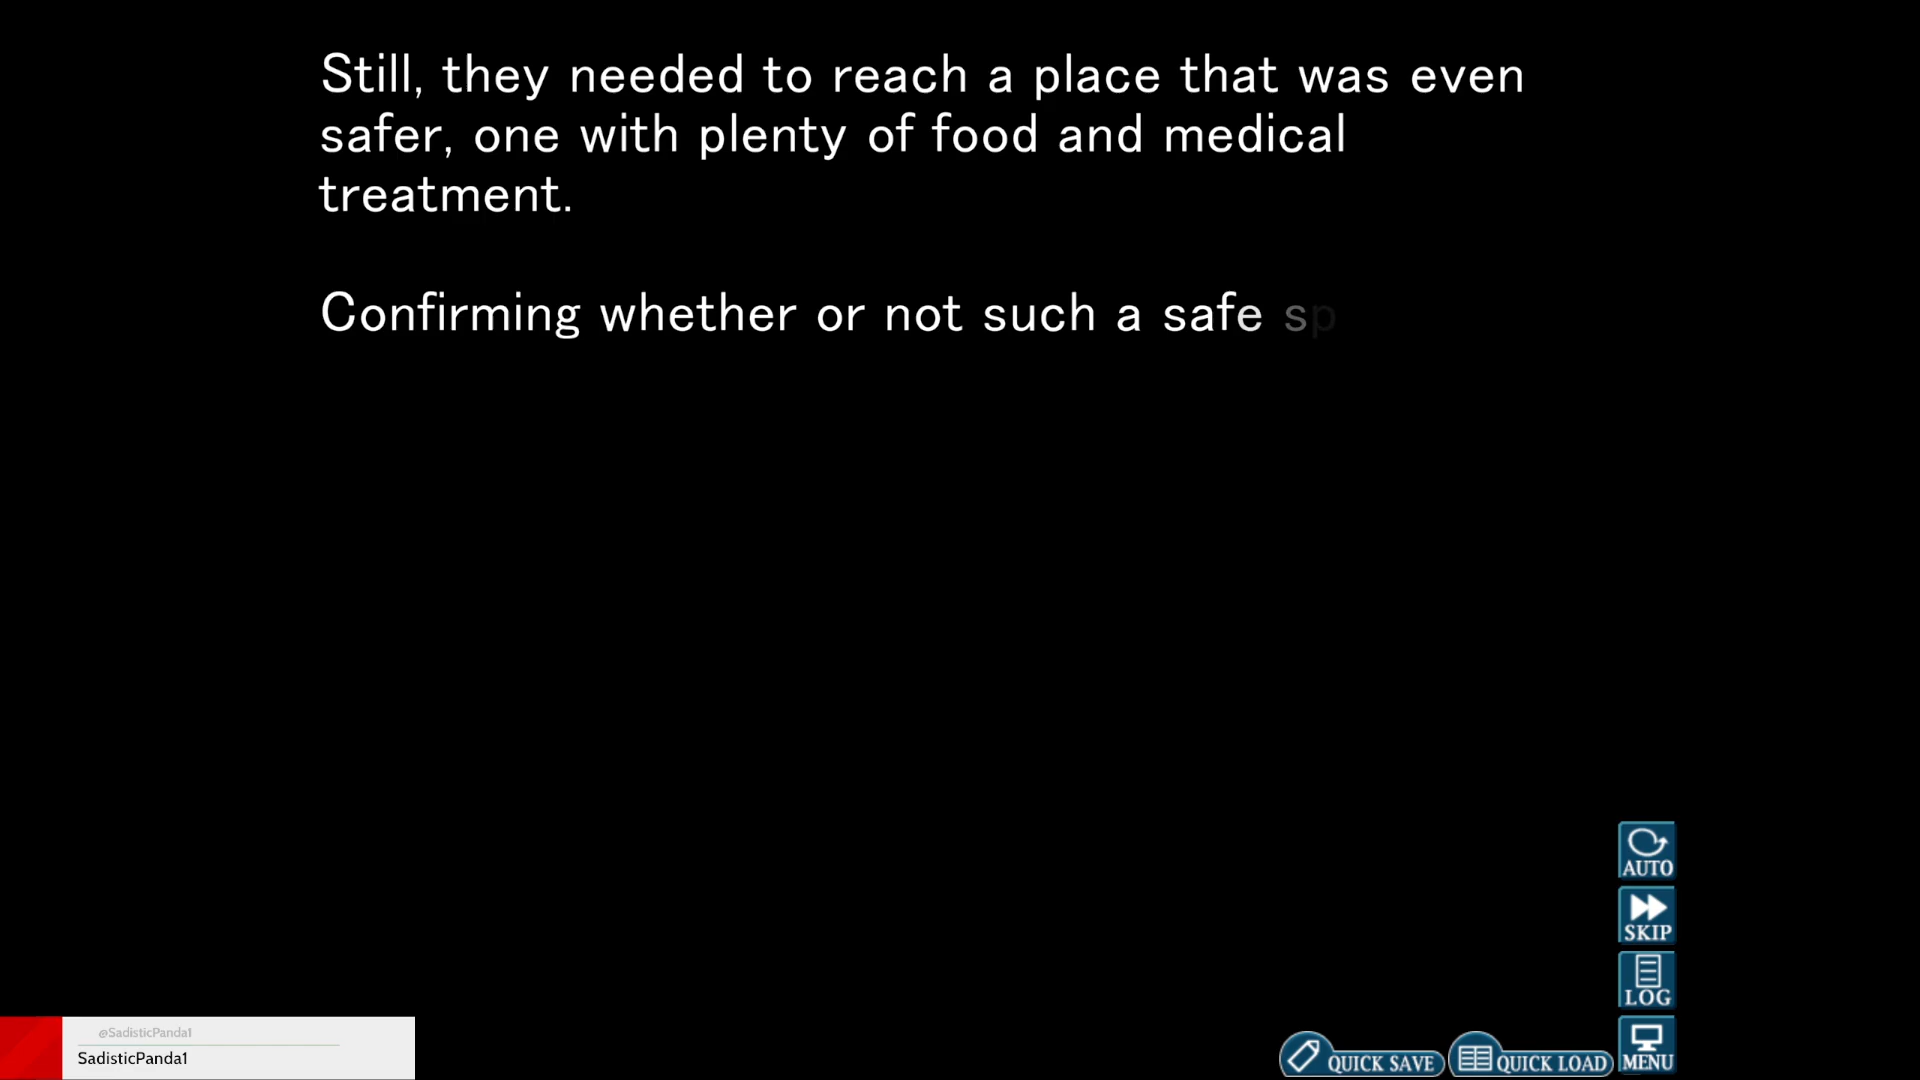 Still, they needed to reach a place that was even
safer, one with plenty of food and medical
treatment.
Confirming whether or not such a safe sp
AUTO
SKIP
LOG
MENU
QUICK SAVE
QUICK LOAD
@SadisticPanda1
SadisticPanda1